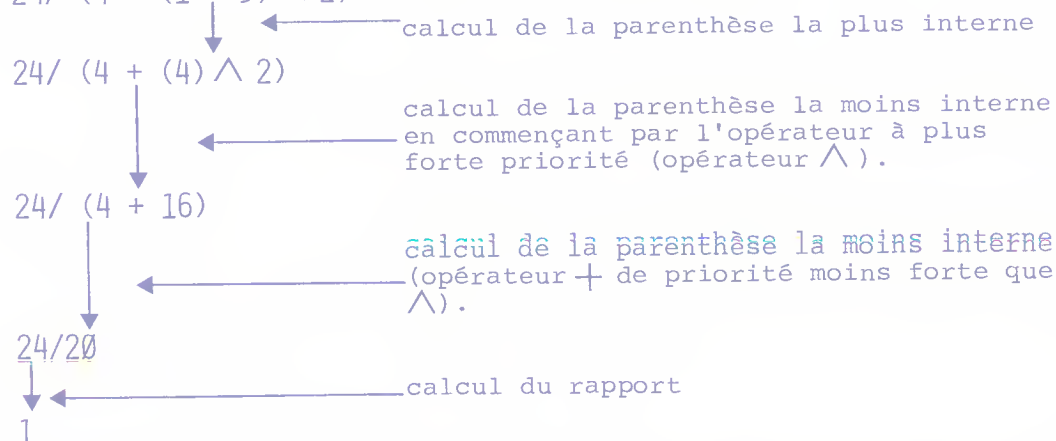 calcul de la parenthèse la plus interne
24/ (4 + (4) ∧ 2)
calcul de la parenthèse la moins interne
en commençant par l'opérateur à plus
forte priorité (opérateur ∧ ).
24/ (4 + 16)
calcul de la parenthèse la moins interne
(opérateur + de priorité moins forte que
∧).
24/2Ø
calcul du rapport
1